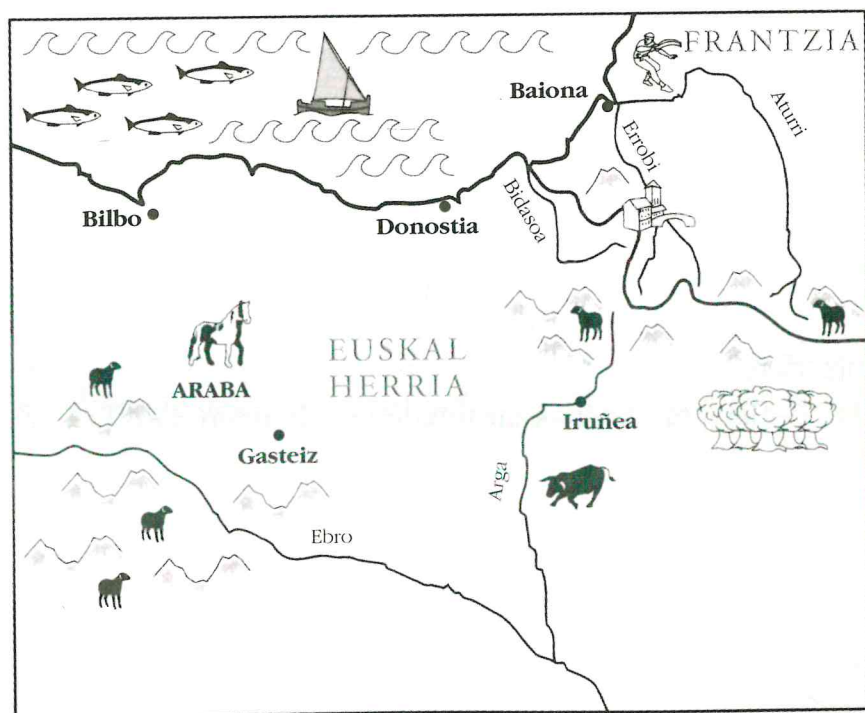 FRANTZIA
Baiona
Aturri
Errobi
Bidasoa
Bilbo
Donostia
EUSKAL
HERRIA
ARABA
Iruñea
Gasteiz
Arga
Ebro